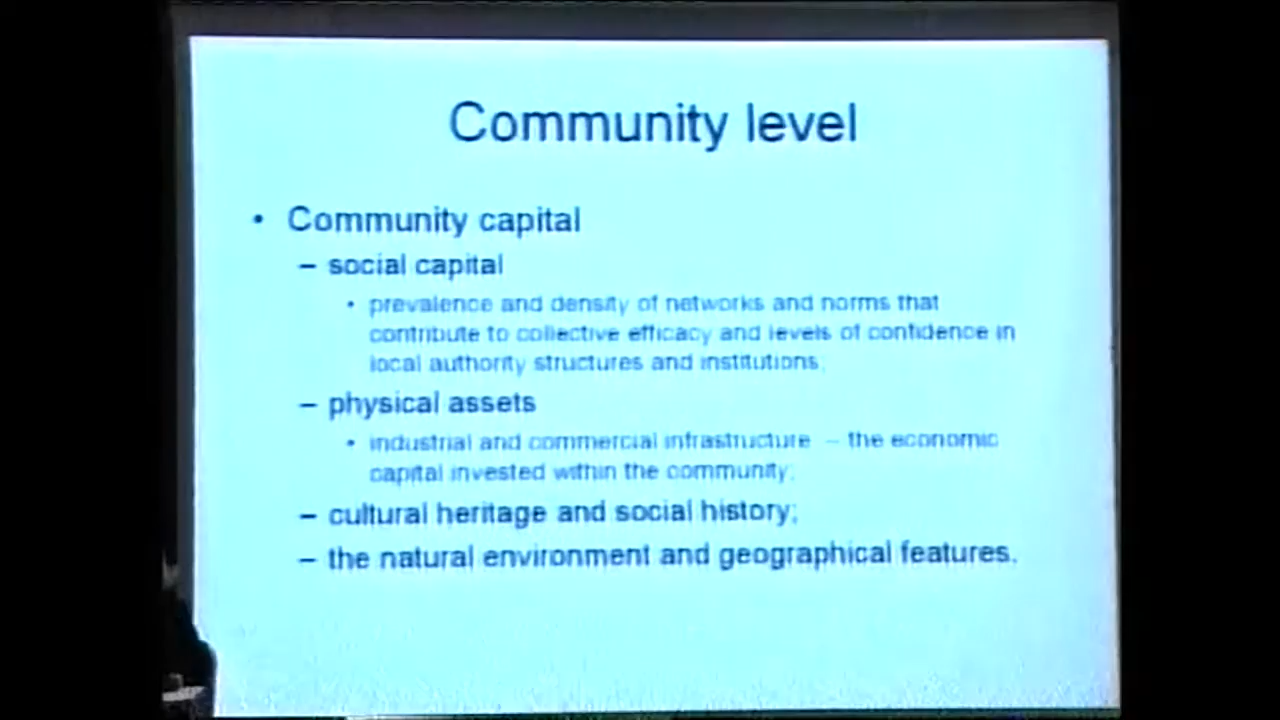 Community level
• Community capital
– social capital
• prevalence and density of networks and norms that
contribute to collective efficacy and levels of confidence in
local authority structures and institutions;
– physical assets
• industrial and commercial infrastructure – the economic
capital invested within the community;
– cultural heritage and social history;
– the natural environment and geographical features.